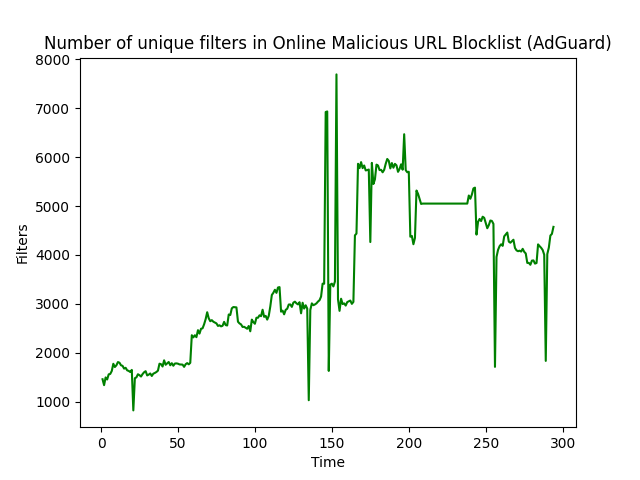 Number of unique filters in Online Malicious URL Blocklist (AdGuard)
8000
7000
6000
5000
4000
3000
2000
1000
Filters
0 50 100 150 200 250 300
Time